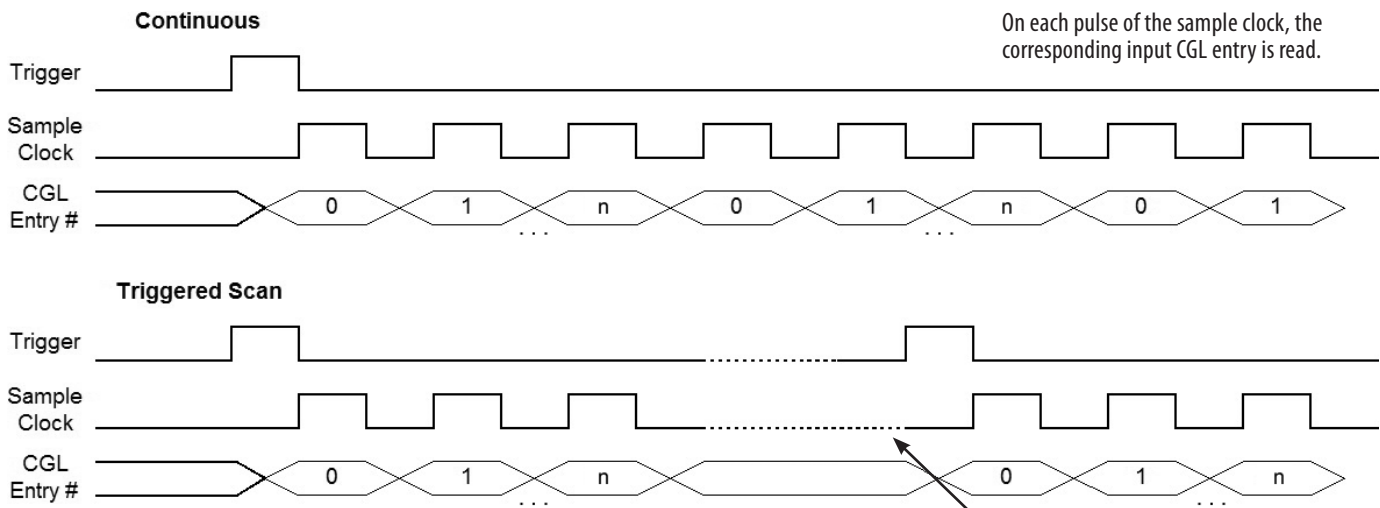 Continuous
On each pulse of the sample clock, the
corresponding input CGL entry is read.
Trigger
Sample
Clock
CGL
Entry #
0 1 n 0 1 n 0 1
. . . . . .
Triggered Scan
Trigger
Sample
Clock
CGL
Entry #
0 1 n 0 1 n
. . . . . .